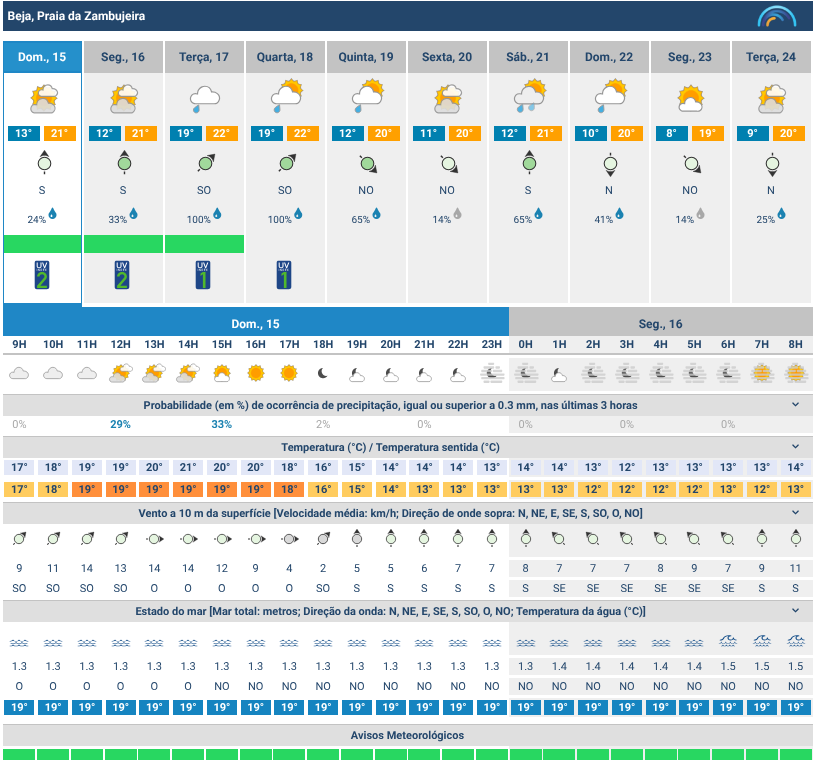 Beja, Praia da Zambujeira
Dom., 15 Seg., 16 Terça, 17 Quarta, 18 Quinta, 19 Sexta, 20 Sáb., 21 Dom., 22 Seg., 23 Terça, 24
13° 21° 12° 21° 19° 22° 19° 22° 12° 20° 11° 20° 12° 21° 10° 20° 8° 19° 9° 20°
S S SO SO NO NO S N NO N
24% 33% 100% 100% 65% 14% 65% 41% 14% 25%
UV INDEX 2 UV INDEX 2 UV INDEX 1 UV INDEX 1
Dom., 15 Seg., 16
9H 10H 11H 12H 13H 14H 15H 16H 17H 18H 19H 20H 21H 22H 23H 0H 1H 2H 3H 4H 5H 6H 7H 8H
Probabilidade (em %) de ocorrência de precipitação, igual ou superior a 0.3 mm, nas últimas 3 horas
0% 29% 33% 2% 0% 0% 0% 0%
Temperatura (°C) / Temperatura sentida (°C)
17° 18° 19° 19° 20° 21° 20° 20° 18° 16° 15° 14° 14° 13° 13° 14° 14° 13° 12° 13° 13° 13° 13° 14°
17° 18° 19° 19° 19° 19° 19° 19° 18° 16° 15° 14° 13° 13° 13° 13° 13° 12° 12° 12° 12° 13° 12° 13°
Vento a 10 m da superfície [Velocidade média: km/h; Direção de onde sopra: N, NE, E, SE, S, SO, O, NO]
9 11 14 13 14 14 12 9 4 2 5 5 6 7 7 8 7 7 7 8 9 7 9 11
SO SO SO SO O O O O O SO S S S S S S SE SE SE SE SE SE S S
Estado do mar [Mar total: metros; Direção da onda: N, NE, E, SE, S, SO, O, NO; Temperatura da água (°C)]
1.3 1.3 1.3 1.3 1.3 1.3 1.3 1.3 1.3 1.3 1.3 1.3 1.3 1.3 1.3 1.3 1.4 1.4 1.4 1.4 1.4 1.5 1.5 1.5
O O O O O O NO NO NO NO NO NO NO NO NO NO NO NO NO NO NO NO NO NO
19° 19° 19° 19° 19° 19° 19° 19° 19° 19° 19° 19° 19° 19° 19° 19° 19° 19° 19° 19° 19° 19° 19° 19°
Avisos Meteorológicos